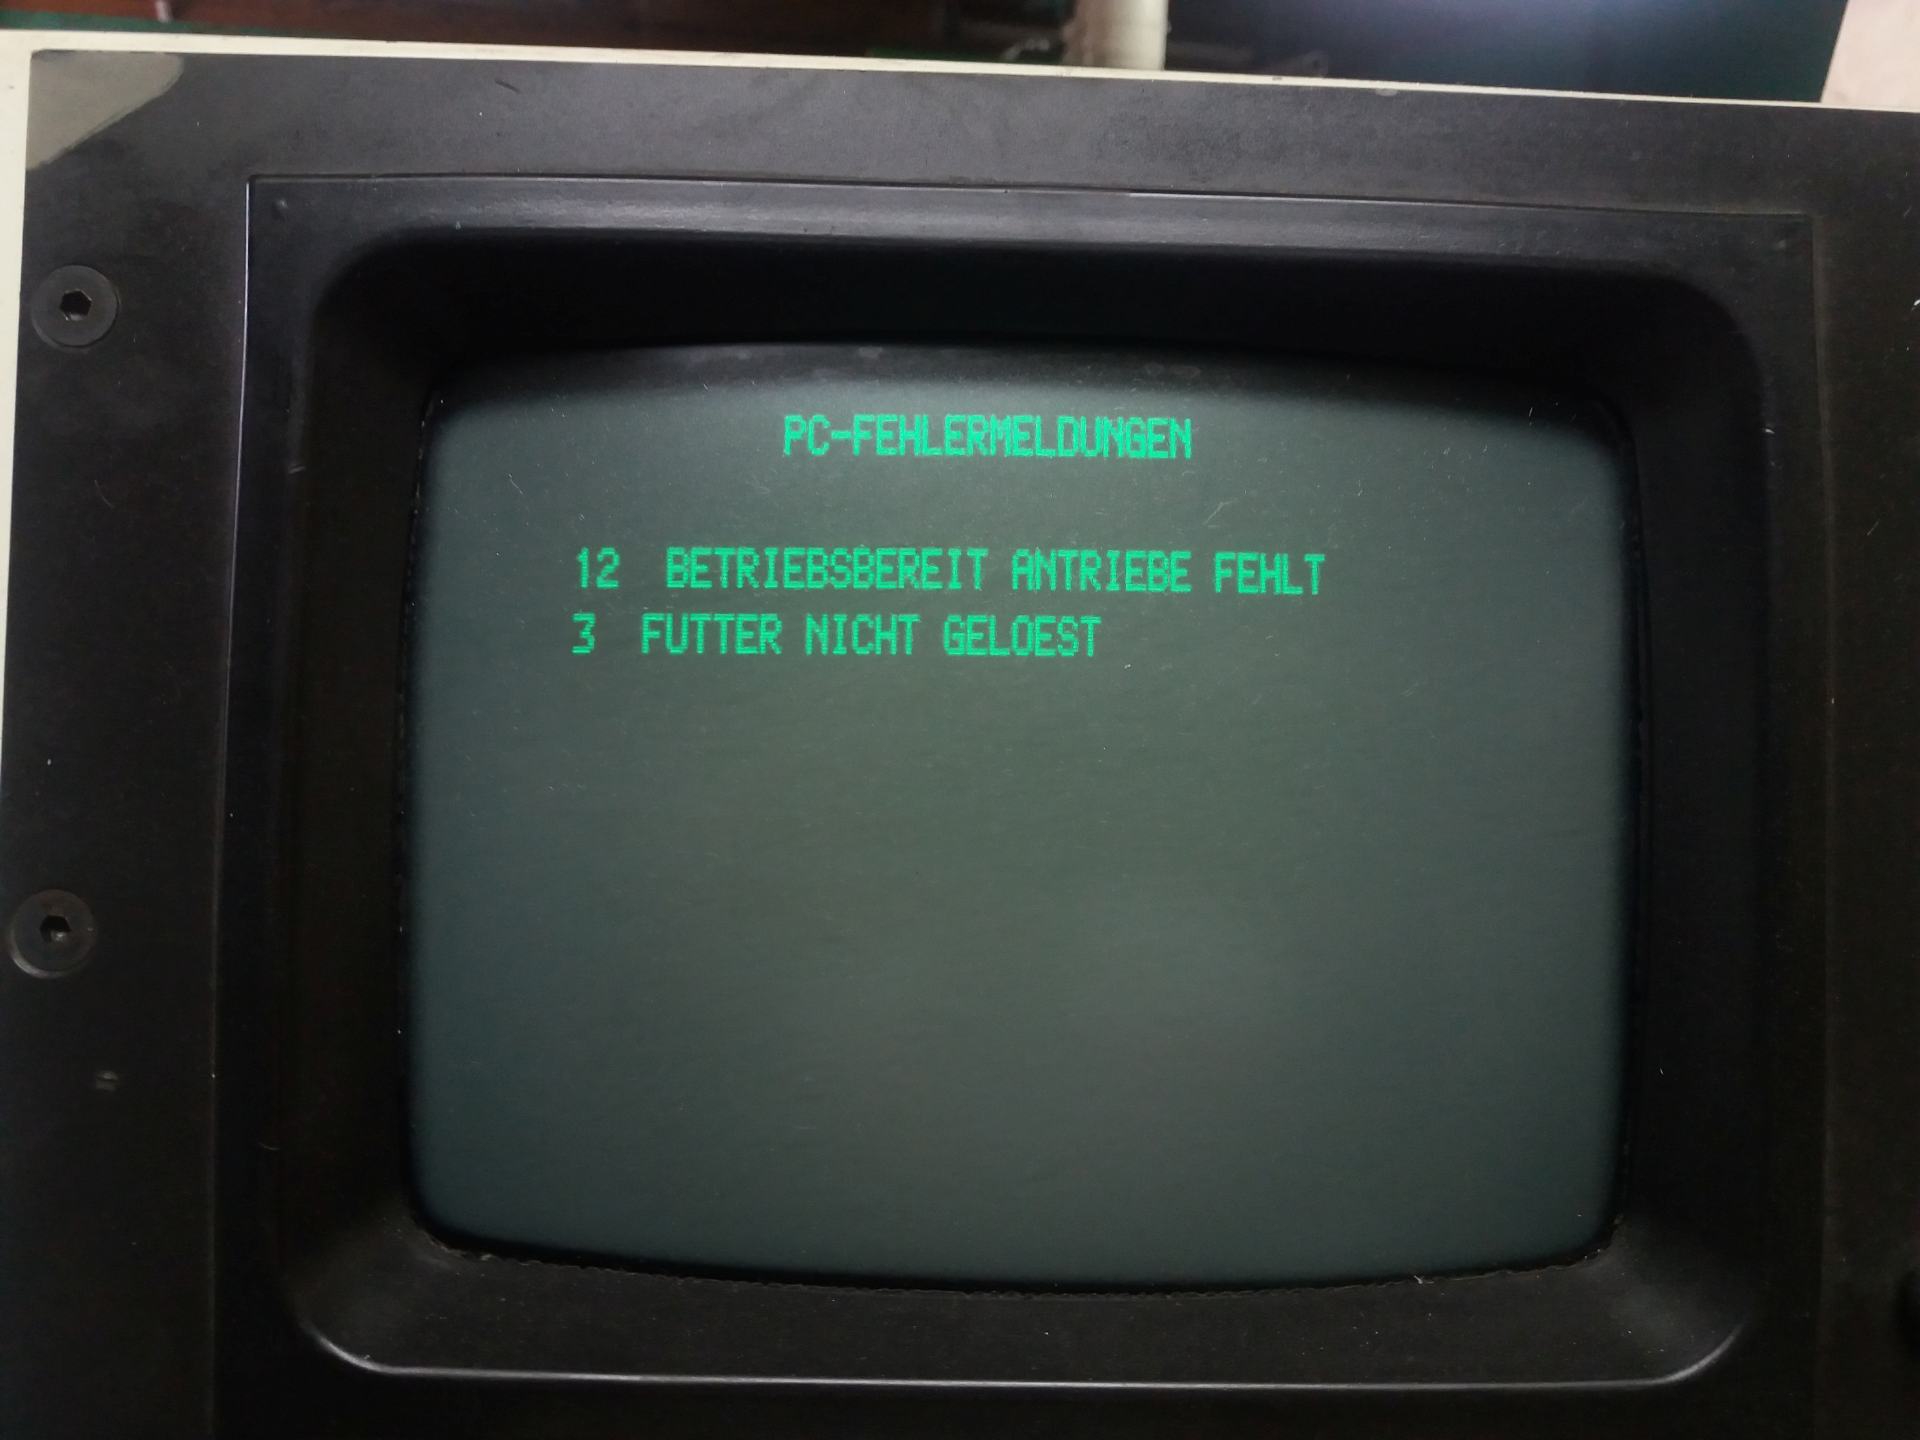 PC-FEHLERMELDUNGEN
12 BETRIEBSBEREIT ANTRIEBE FEHLT
3 FUTTER NICHT GELOEST